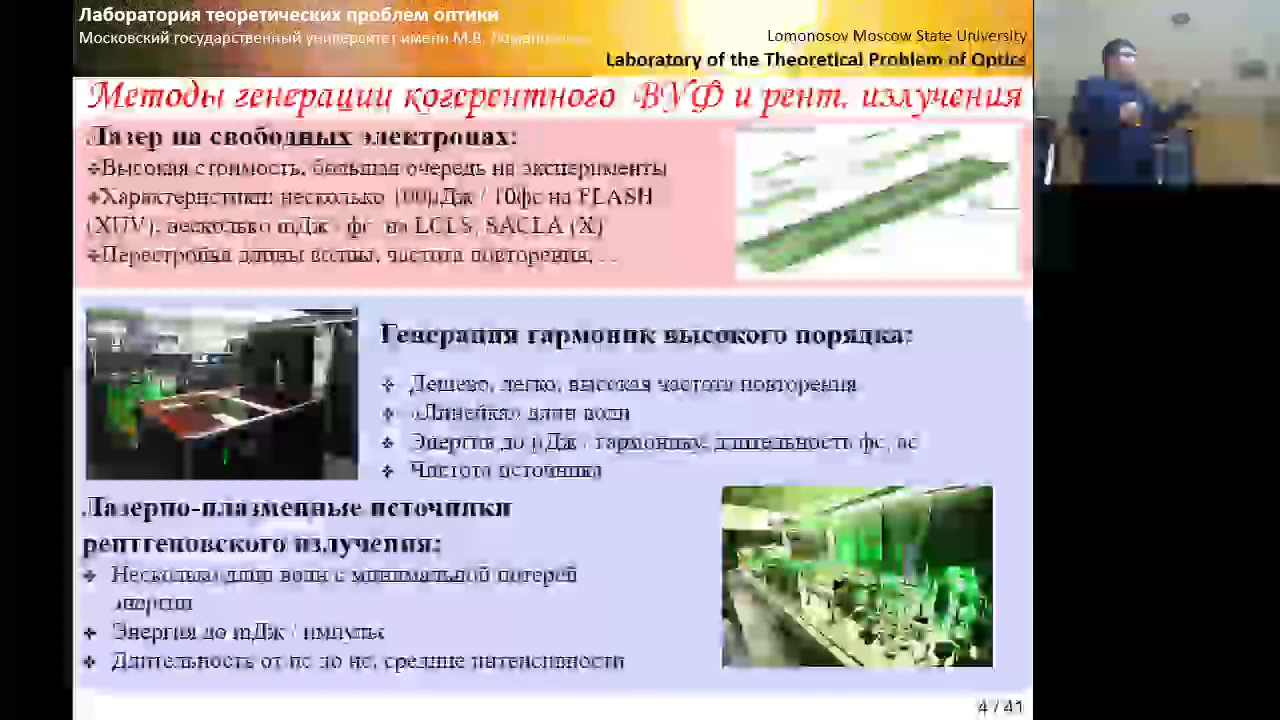 Лаборатория теоретических проблем оптики
Московский государственный университет имени М.В. Ломоносова
Lomonosov Moscow State University
Laboratory of the Theoretical Problem of Optics
Методы генерации когерентного ВУФ и рент. излучения
Лазер на свободных электронах:
❖Высокая стоимость, большая очередь на эксперименты
❖Характеристики: несколько 100μДж / 10фс на FLASH
(XUV), несколько mДж / фс на LCLS, SACLA (X)
❖Перестройка длины волны, частота повторения, ...
Генерация гармоник высокого порядка:
❖ Дешево, легко, высокая частота повторения
❖ «Линейка» длин волн
❖ Энергия до μДж / гармонику, длительность фс, ас
❖ Чистота источника
Лазерно-плазменные источники
рентгеновского излучения:
❖ Несколько длин волн с минимальной потерей
энергии
❖ Энергия до mДж / импульс
❖ Длительность от пс до нс, средние интенсивности
4 / 41